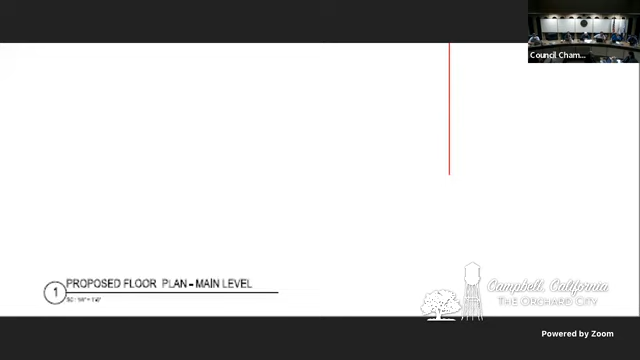 Council Cham...
1
PROPOSED FLOOR PLAN - MAIN LEVEL
Campbell, California
THE ORCHARD CITY
Powered by Zoom